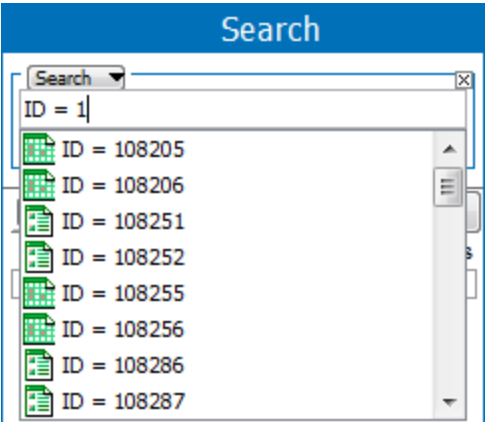 Search
Search
ID = 1
ID = 108205
ID = 108206
ID = 108251
ID = 108252
ID = 108255
ID = 108256
ID = 108286
ID = 108287
s